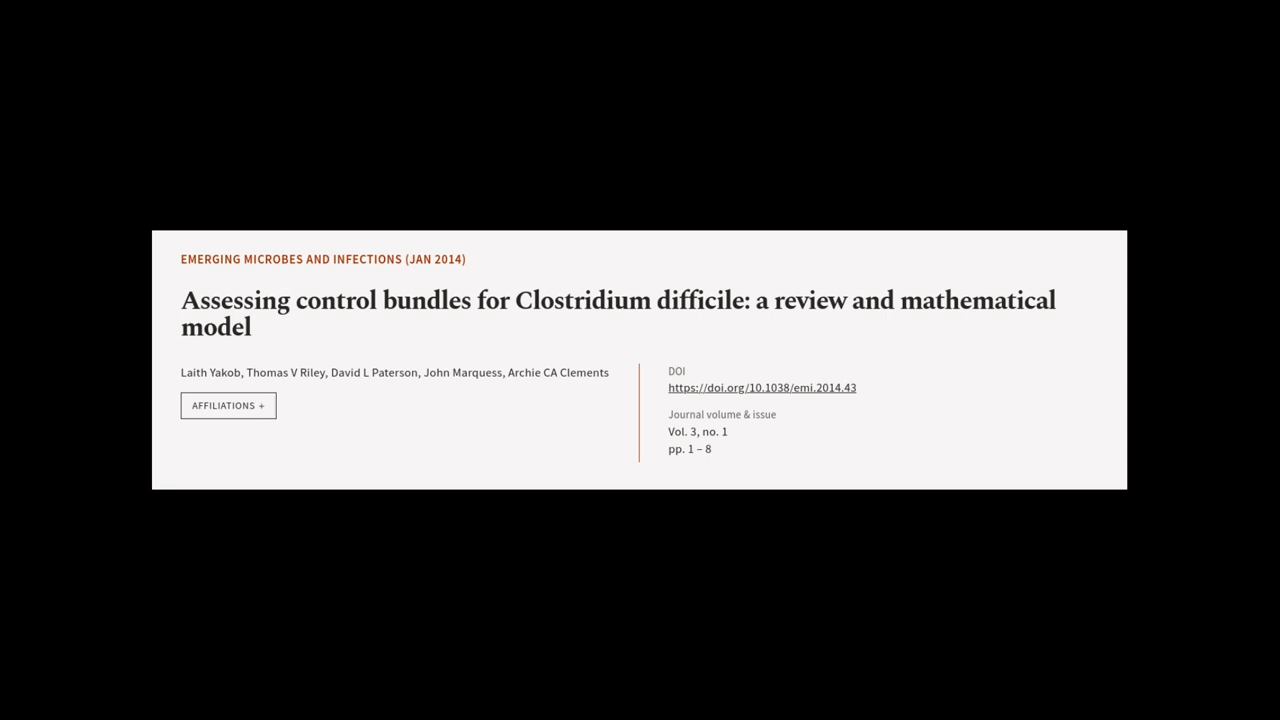 EMERGING MICROBES AND INFECTIONS (JAN 2014)
Assessing control bundles for Clostridium difficile: a review and mathematical
model
Laith Yakob, Thomas V Riley, David L Paterson, John Marquess, Archie CA Clements
AFFILIATIONS +
DOI
https://doi.org/10.1038/emi.2014.43
Journal volume & issue
Vol. 3, no. 1
pp. 1 – 8